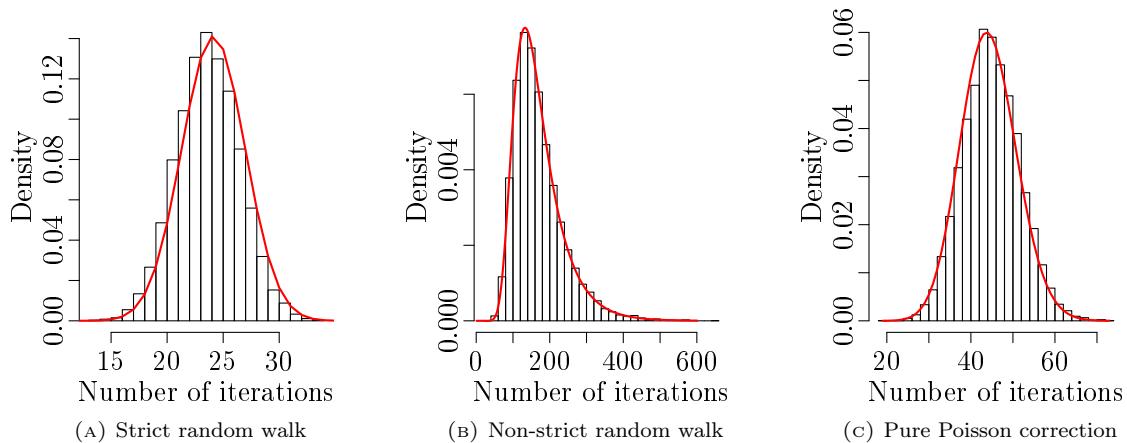 Density
0.00 0.04 0.08 0.12
15 20 25 30
Number of iterations
(A) Strict random walk
Density
0.000 0.004
0 200 400 600
Number of iterations
(B) Non-strict random walk
Density
0.00 0.02 0.04 0.06
20 40 60
Number of iterations
(C) Pure Poisson correction